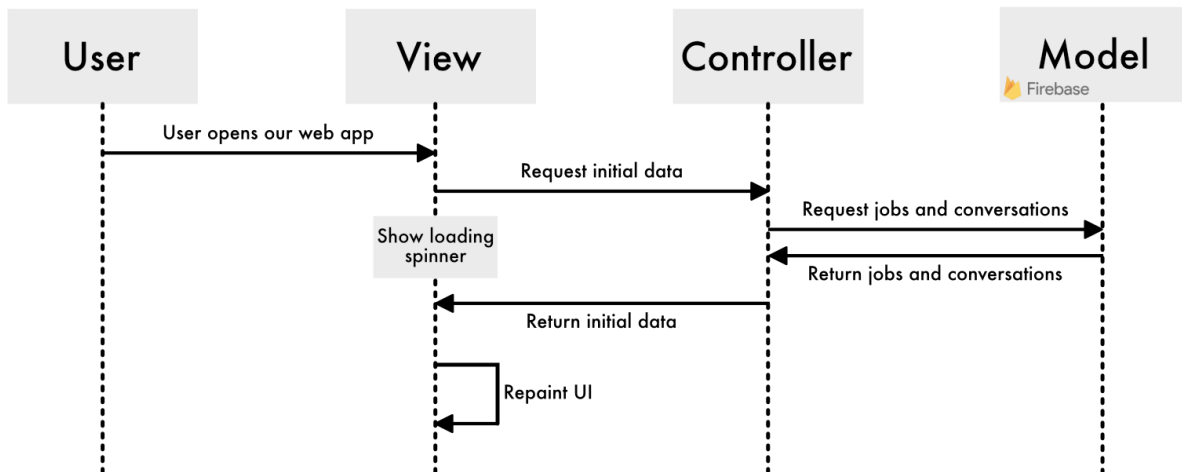 User
View
Controller
Model
Firebase
User opens our web app
Request initial data
Request jobs and conversations
Show loading
spinner
Return jobs and conversations
Return initial data
Repaint UI